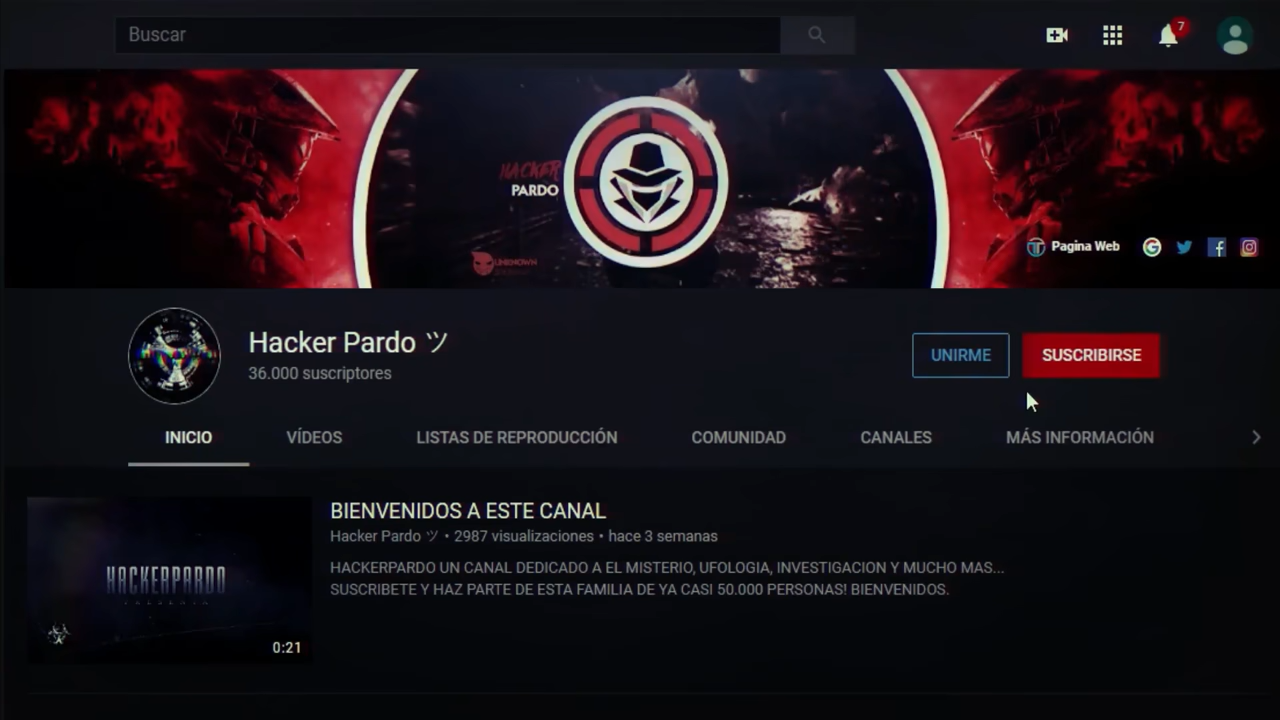 Buscar
7
HACKER
PARDO
UNKNOWN
Pagina Web
Hacker Pardo ツ
36.000 suscriptores
UNIRME
SUSCRIBIRSE
INICIO
VÍDEOS
LISTAS DE REPRODUCCIÓN
COMUNIDAD
CANALES
MÁS INFORMACIÓN
BIENVENIDOS A ESTE CANAL
Hacker Pardo ツ • 2987 visualizaciones • hace 3 semanas
HACKERPARDO UN CANAL DEDICADO A EL MISTERIO, UFOLOGIA, INVESTIGACION Y MUCHO MAS...
SUSCRIBETE Y HAZ PARTE DE ESTA FAMILIA DE YA CASI 50.000 PERSONAS! BIENVENIDOS.
HACKERPARDO
PRESENTA
0:21